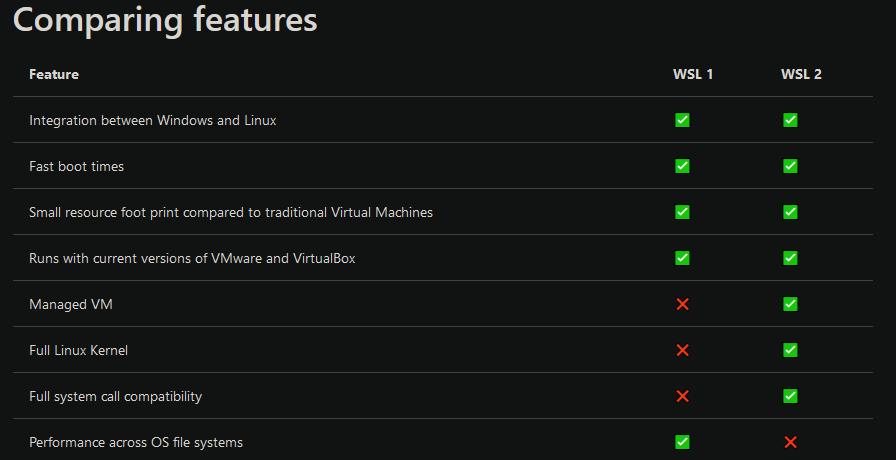 Comparing features
Feature WSL 1 WSL 2
Integration between Windows and Linux ✅ ✅
Fast boot times ✅ ✅
Small resource foot print compared to traditional Virtual Machines ✅ ✅
Runs with current versions of VMware and VirtualBox ✅ ✅
Managed VM ❌ ✅
Full Linux Kernel ❌ ✅
Full system call compatibility ❌ ✅
Performance across OS file systems ✅ ❌